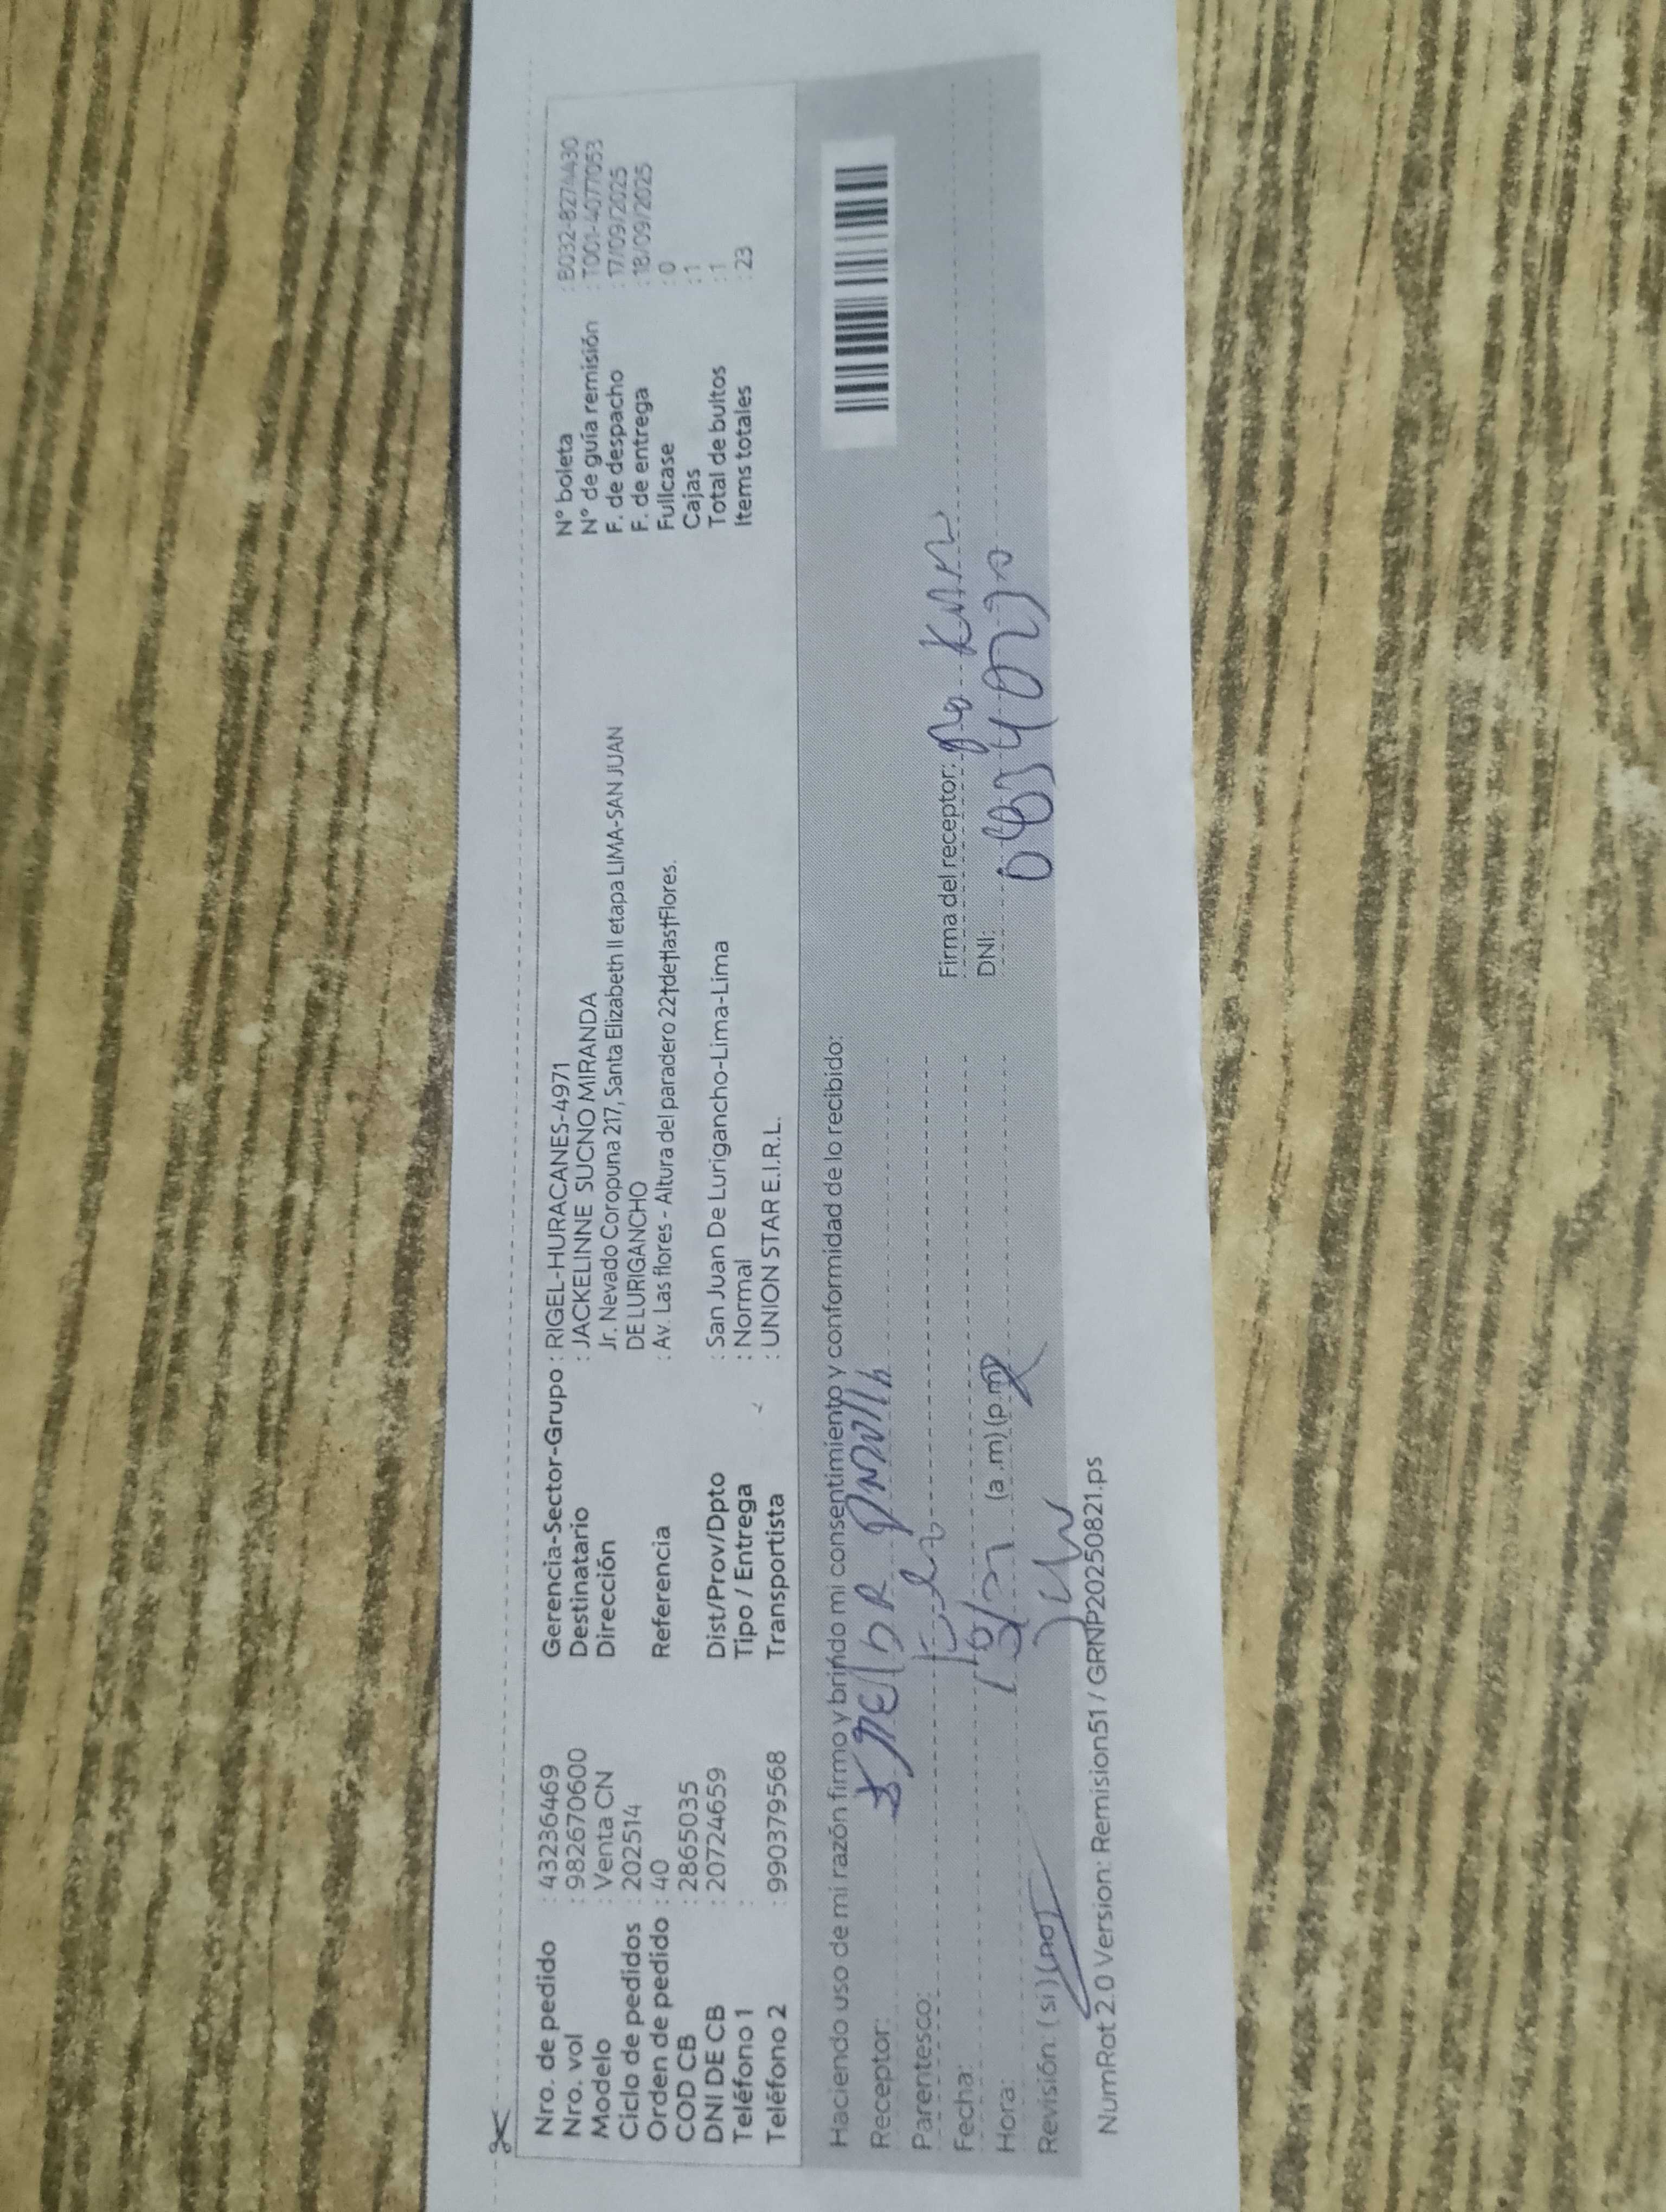 Nro. de pedido : 43236469
Nro. vol : 982670600
Modelo : Venta CN
Ciclo de pedidos : 202514
Orden de pedido : 40
COD CB : 2865035
DNI DE CB : 20724659
Teléfono 1 :
Teléfono 2 : 990379568
Gerencia-Sector-Grupo : RIGEL-HURACANES-4971
Destinatario : JACKELINNE SUCNO MIRANDA
Dirección Jr. Nevado Coropuna 217, Santa Elizabeth II etapa LIMA-SAN JUAN
DE LURIGANCHO
Referencia : Av. Las flores - Altura del paradero 22†de†las†Flores.
Dist/Prov/Dpto : San Juan De Lurigancho-Lima-Lima
Tipo / Entrega : Normal
Transportista : UNION STAR E.I.R.L.
N° boleta : B032-8274430
N° de guía remisión : T001-4077053
F. de despacho : 17/09/2025
F. de entrega : 18/09/2025
Fullcase : 0
Cajas : 1
Total de bultos : 1
Items totales : 23
Haciendo uso de mi razón firmo y brindo mi consentimiento y conformidad de lo recibido:
Receptor:
Parentesco:
Fecha:
Hora: (a.m) (p.m)
Revisión: (si) (no)
Firma del receptor:
DNI:
NumRot 2.0 Version: Remision51 / GRNP20250821.ps